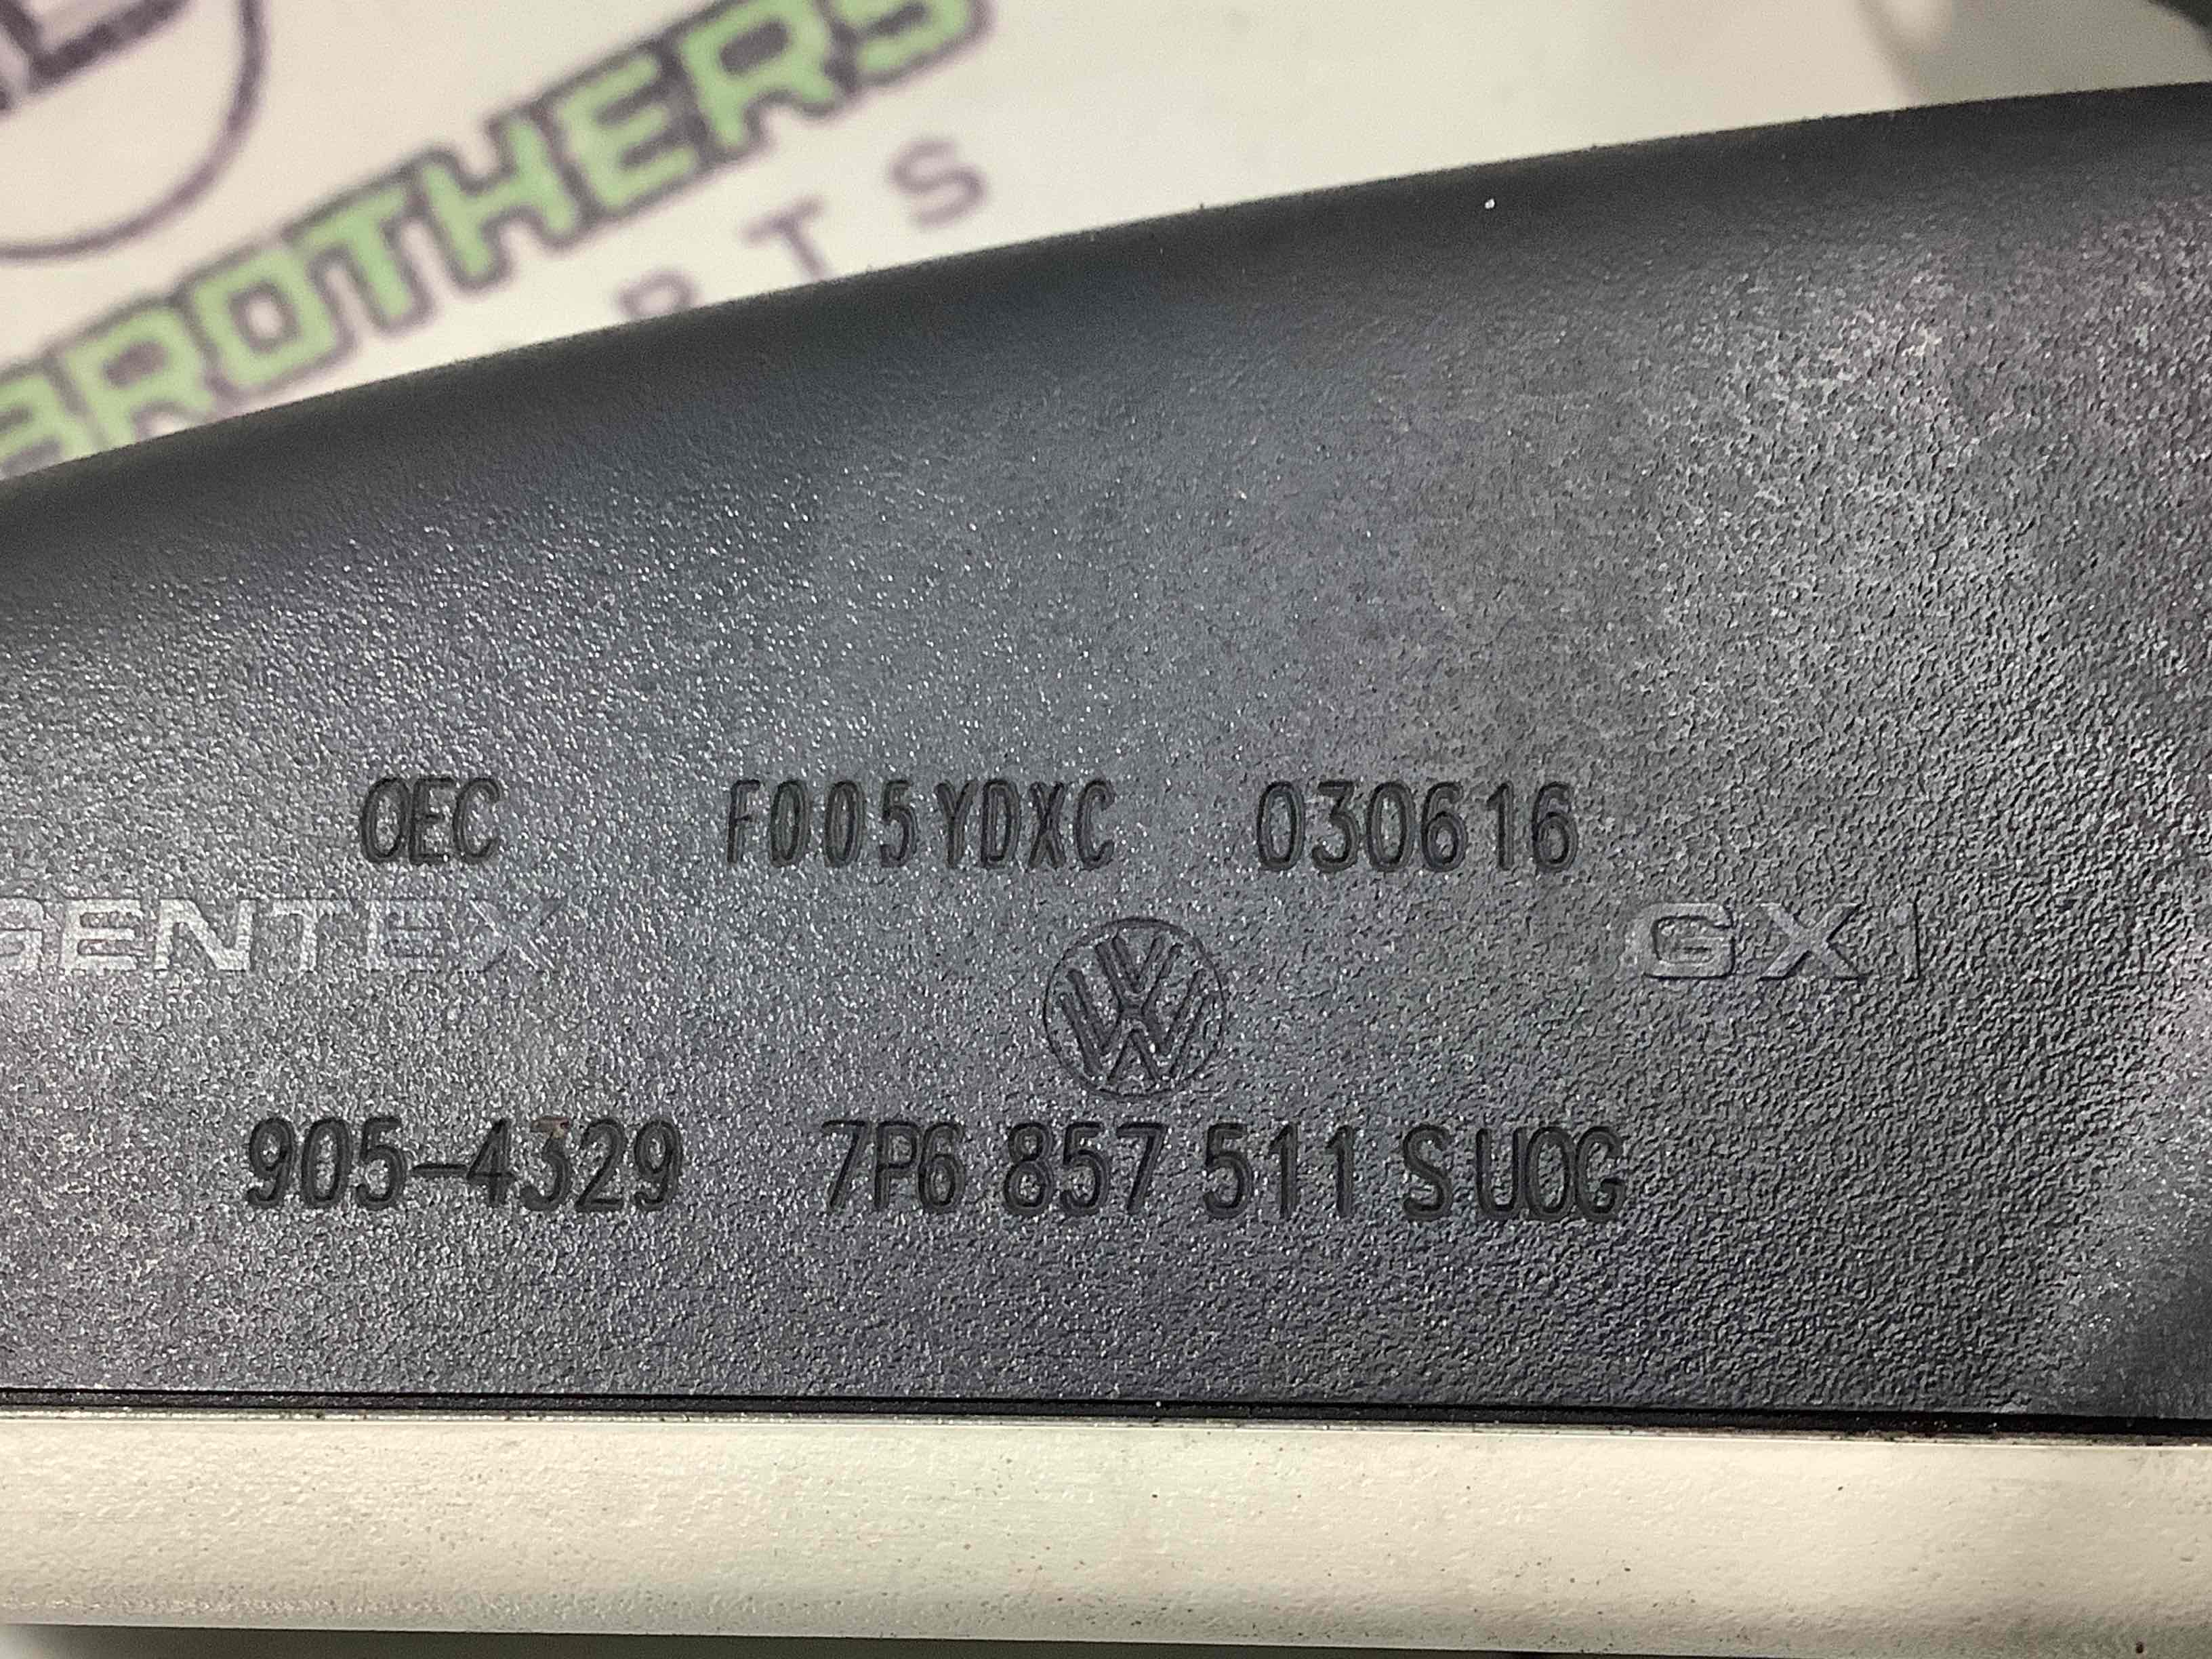 BROTHERS
RTS
OEC F005YDXC 030616
GENTEX GX1
905-4329 7P6 857 511 S UOG